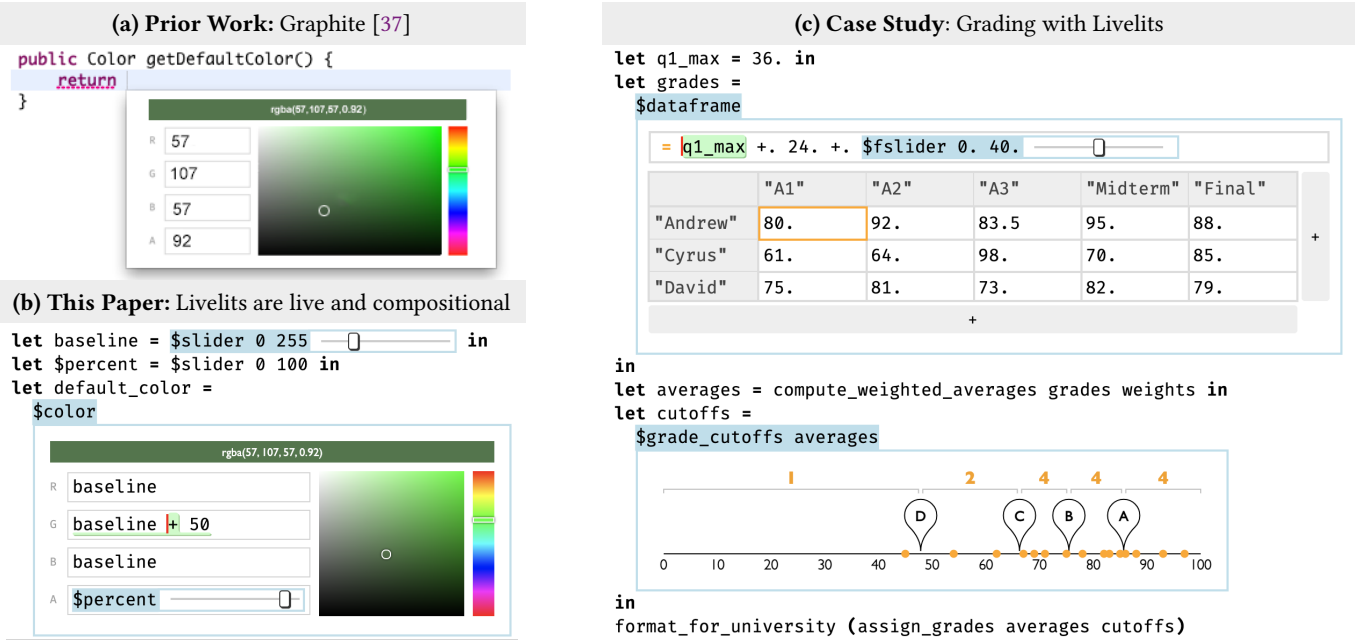 (a) Prior Work: Graphite [37]
public Color getDefaultColor() {
return
}
rgba(57,107,57,0.92)
R 57
G 107
B 57
A 92
(b) This Paper: Livelits are live and compositional
let baseline = $slider 0 255 in
let $percent = $slider 0 100 in
let default_color =
$color
rgba(57, 107, 57, 0.92)
R baseline
G baseline + 50
B baseline
A $percent
(c) Case Study: Grading with Livelits
let q1_max = 36. in
let grades =
$dataframe
= q1_max +. 24. +. $fslider 0. 40.
"A1" "A2" "A3" "Midterm" "Final"
"Andrew" 80. 92. 83.5 95. 88.
"Cyrus" 61. 64. 98. 70. 85.
"David" 75. 81. 73. 82. 79.
+
+
in
let averages = compute_weighted_averages grades weights in
let cutoffs =
$grade_cutoffs averages
1 2 4 4 4
D C B A
0 10 20 30 40 50 60 70 80 90 100
in
format_for_university (assign_grades averages cutoffs)